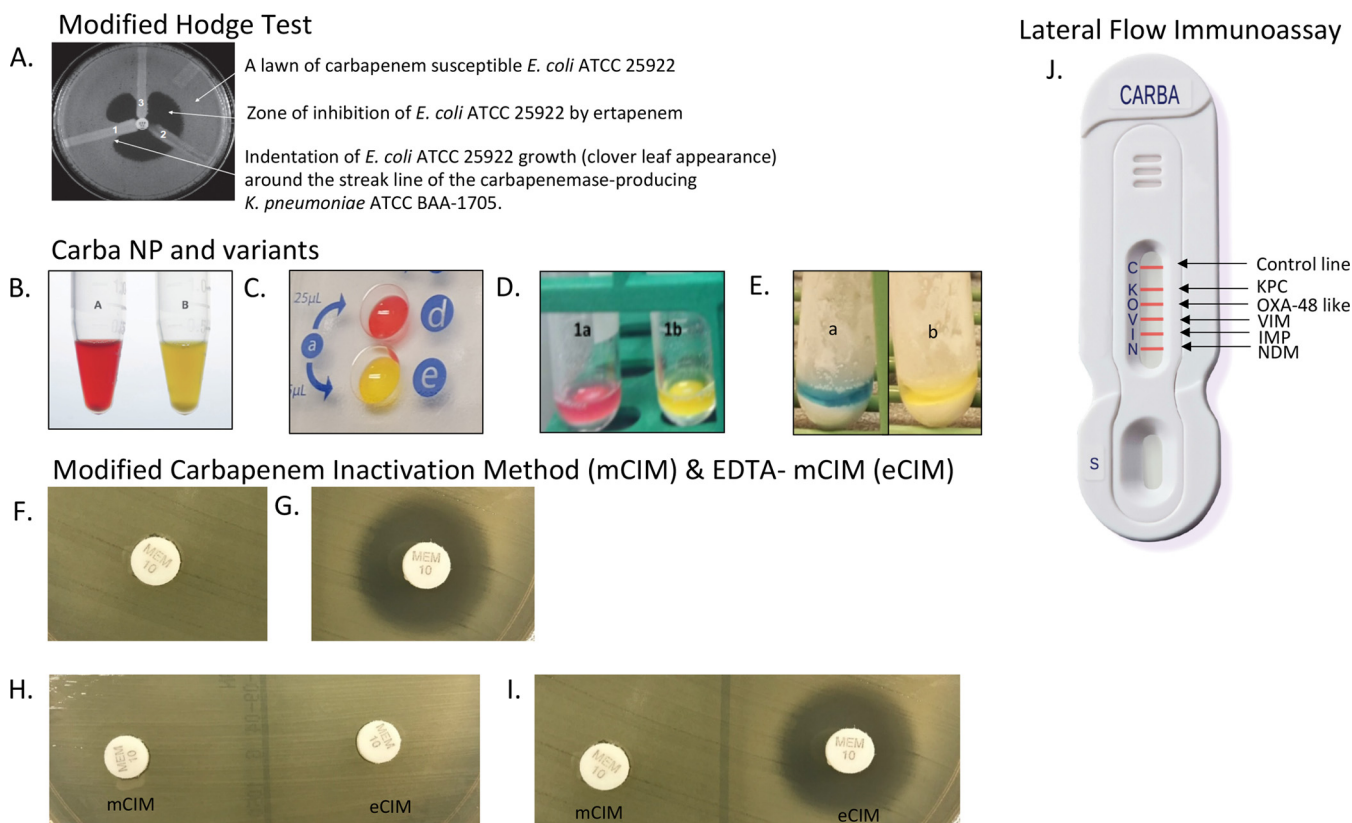 Modified Hodge Test
A.
3
1
2
A lawn of carbapenem susceptible E. coli ATCC 25922
Zone of inhibition of E. coli ATCC 25922 by ertapenem
Indentation of E. coli ATCC 25922 growth (clover leaf appearance)
around the streak line of the carbapenemase-producing
K. pneumoniae ATCC BAA-1705.
Carba NP and variants
B.
A
B
C.
25µL
a
d
e
µL
D.
1a
1b
E.
a
b
Modified Carbapenem Inactivation Method (mCIM) & EDTA- mCIM (eCIM)
F.
MEM
10
G.
MEM
10
H.
MEM
10
mCIM
MEM
10
eCIM
I.
MEM
10
mCIM
MEM
10
eCIM
Lateral Flow Immunoassay
J.
CARBA
C
K
O
V
I
N
Control line
KPC
OXA-48 like
VIM
IMP
NDM
S